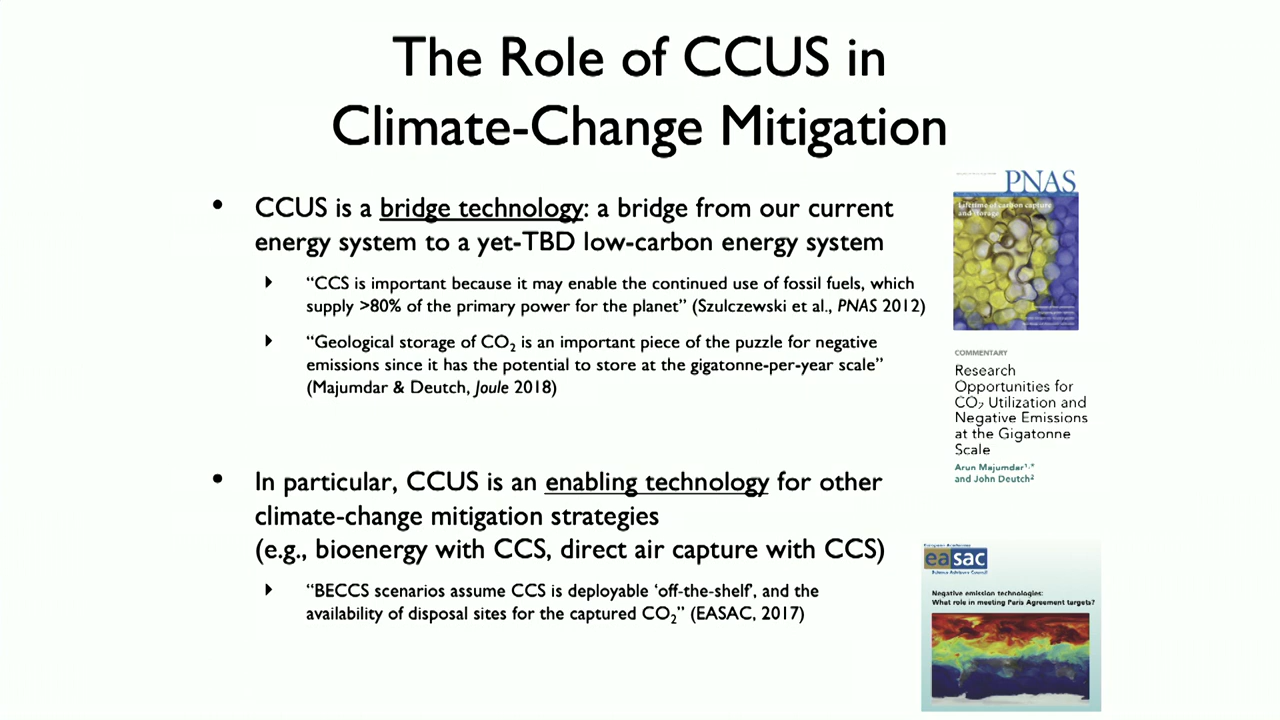 The Role of CCUS in
Climate-Change Mitigation
• CCUS is a bridge technology: a bridge from our current
energy system to a yet-TBD low-carbon energy system
“CCS is important because it may enable the continued use of fossil fuels, which
supply >80% of the primary power for the planet” (Szulczewski et al., PNAS 2012)
“Geological storage of CO₂ is an important piece of the puzzle for negative
emissions since it has the potential to store at the gigatonne-per-year scale”
(Majumdar & Deutch, Joule 2018)
• In particular, CCUS is an enabling technology for other
climate-change mitigation strategies
(e.g., bioenergy with CCS, direct air capture with CCS)
“BECCS scenarios assume CCS is deployable ‘off-the-shelf’, and the
availability of disposal sites for the captured CO₂” (EASAC, 2017)
PNAS
Lifetime of carbon capture
and storage
COMMENTARY
Research
Opportunities for
CO₂ Utilization and
Negative Emissions
at the Gigatonne
Scale
Arun Majumdar¹,*
and John Deutch²
easac
Science Advisory Council
Negative emission technologies:
What role in meeting Paris Agreement targets?